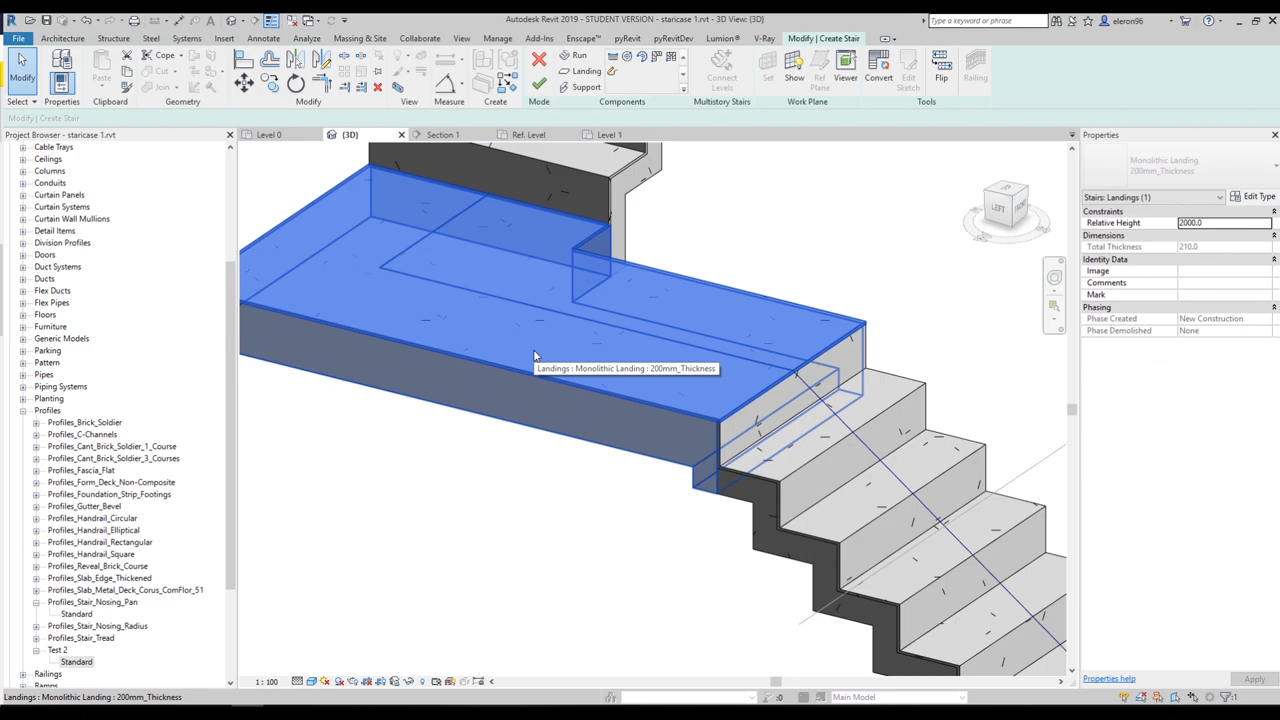 Autodesk Revit 2019 - STUDENT VERSION - staircase 1.rvt - 3D View: {3D}
Type a keyword or phrase
eleron96
File
Architecture
Structure
Steel
Systems
Insert
Annotate
Analyze
Massing & Site
Collaborate
View
Manage
Add-Ins
Enscape™
pyRevit
pyRevitDev
Lumion®
V-Ray
Modify | Create Stair
Modify
Properties
Paste
Cope
Cut
Join
Run
Landing
Support
Connect
Levels
Set
Show
Ref
Plane
Viewer
Convert
Edit
Sketch
Flip
Railing
Select
Properties
Clipboard
Geometry
Modify
View
Measure
Create
Mode
Components
Multistory Stairs
Work Plane
Tools
Railing
Modify | Create Stair
Project Browser - staricase 1.rvt
Level 0
{3D}
Section 1
Ref. Level
Level 1
Properties
Cable Trays
Ceilings
Columns
Conduits
Curtain Panels
Curtain Systems
Curtain Wall Mullions
Detail Items
Division Profiles
Doors
Duct Systems
Ducts
Flex Ducts
Flex Pipes
Floors
Furniture
Generic Models
Parking
Pattern
Pipes
Piping Systems
Planting
Profiles
Profiles_Brick_Soldier
Profiles_C-Channels
Profiles_Cant_Brick_Soldier_1_Course
Profiles_Cant_Brick_Soldier_3_Courses
Profiles_Fascia_Flat
Profiles_Form_Deck_Non-Composite
Profiles_Foundation_Strip_Footings
Profiles_Gutter_Bevel
Profiles_Handrail_Circular
Profiles_Handrail_Elliptical
Profiles_Handrail_Rectangular
Profiles_Handrail_Square
Profiles_Reveal_Brick_Course
Profiles_Slab_Edge_Thickened
Profiles_Slab_Metal_Deck_Corus_ComFlor_51
Profiles_Stair_Nosing_Pan
Standard
Profiles_Stair_Nosing_Radius
Profiles_Stair_Tread
Test 2
Standard
Railings
Ramps
LEFT
FRONT
Landings : Monolithic Landing : 200mm_Thickness
Monolithic Landing
200mm_Thickness
Stairs: Landings (1)
Edit Type
Constraints
Relative Height 2000.0
Dimensions
Total Thickness 210.0
Identity Data
Image
Comments
Mark
Phasing
Phase Created New Construction
Phase Demolished None
Properties help
Apply
1 : 100
Landings : Monolithic Landing : 200mm_Thickness
:0
Main Model
:1